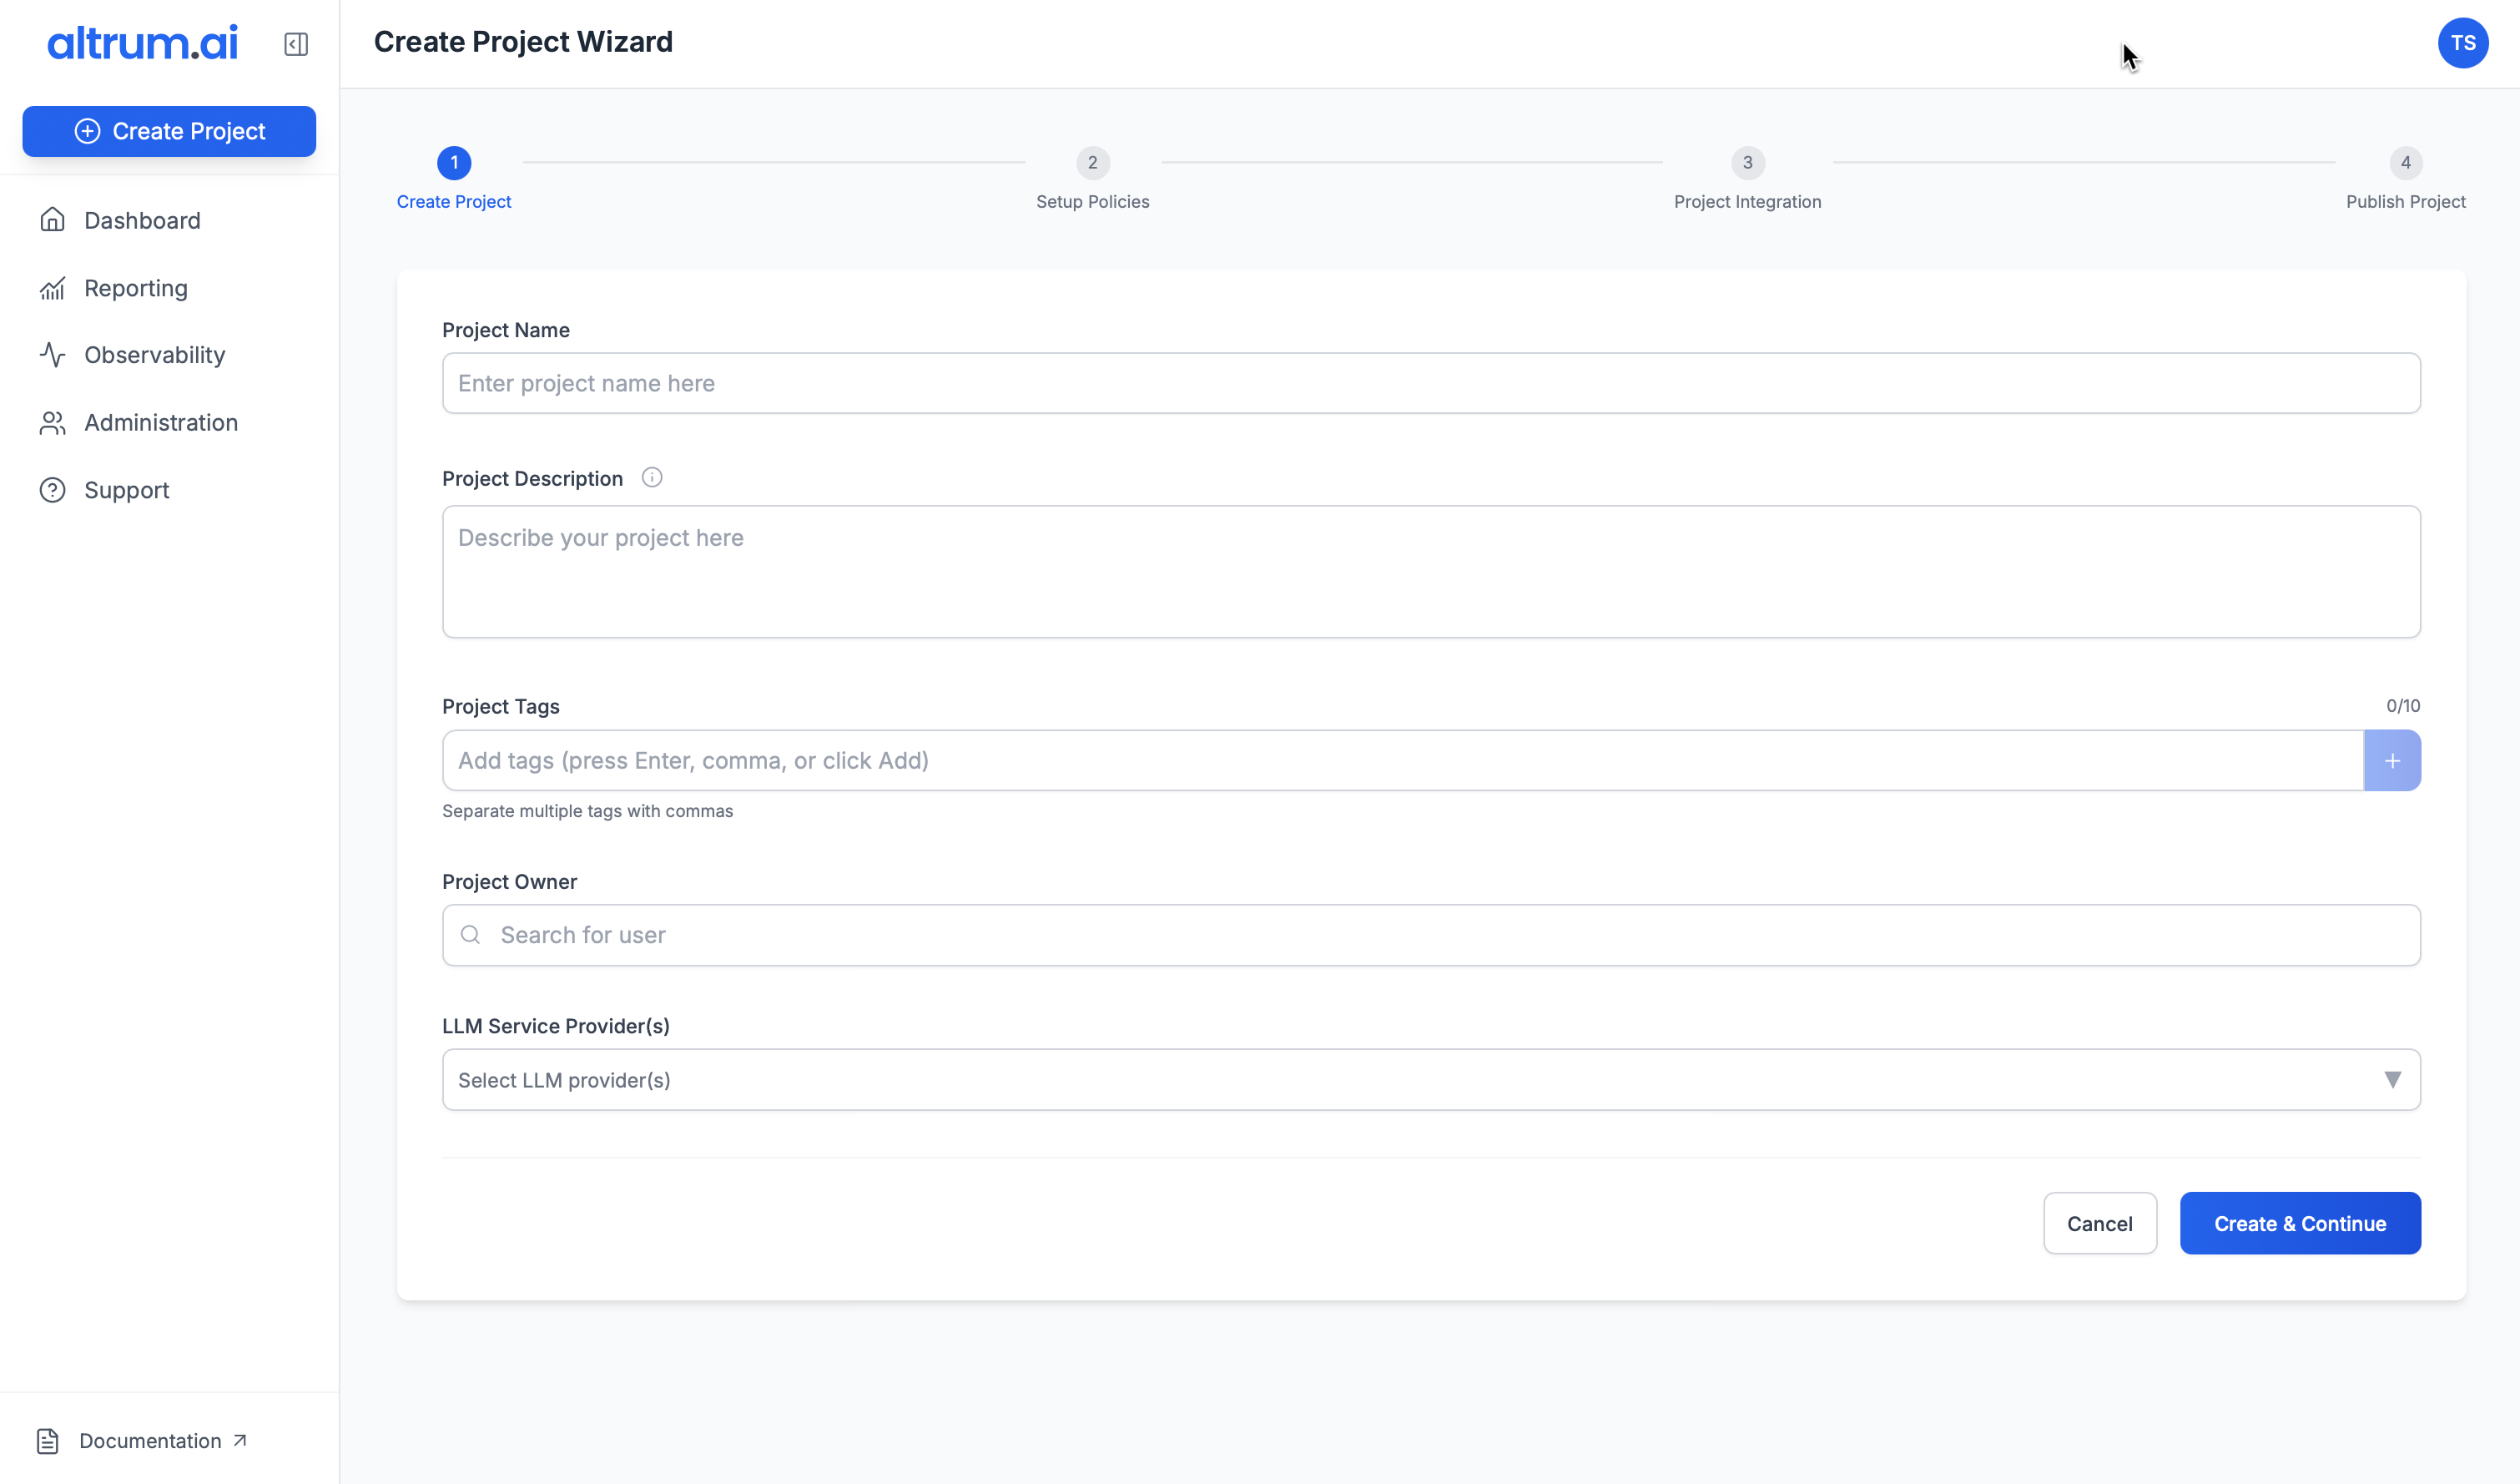 altrum.ai
Create Project Wizard
TS
Create Project
Dashboard
Reporting
Observability
Administration
Support
Documentation
1
Create Project
2
Setup Policies
3
Project Integration
4
Publish Project
Project Name
Enter project name here
Project Description
Describe your project here
Project Tags
0/10
Add tags (press Enter, comma, or click Add)
Separate multiple tags with commas
Project Owner
Search for user
LLM Service Provider(s)
Select LLM provider(s)
Cancel
Create & Continue